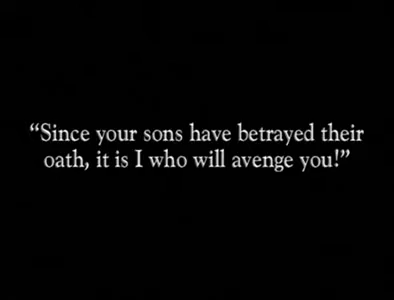 “Since your sons have betrayed their
oath, it is I who will avenge you!”